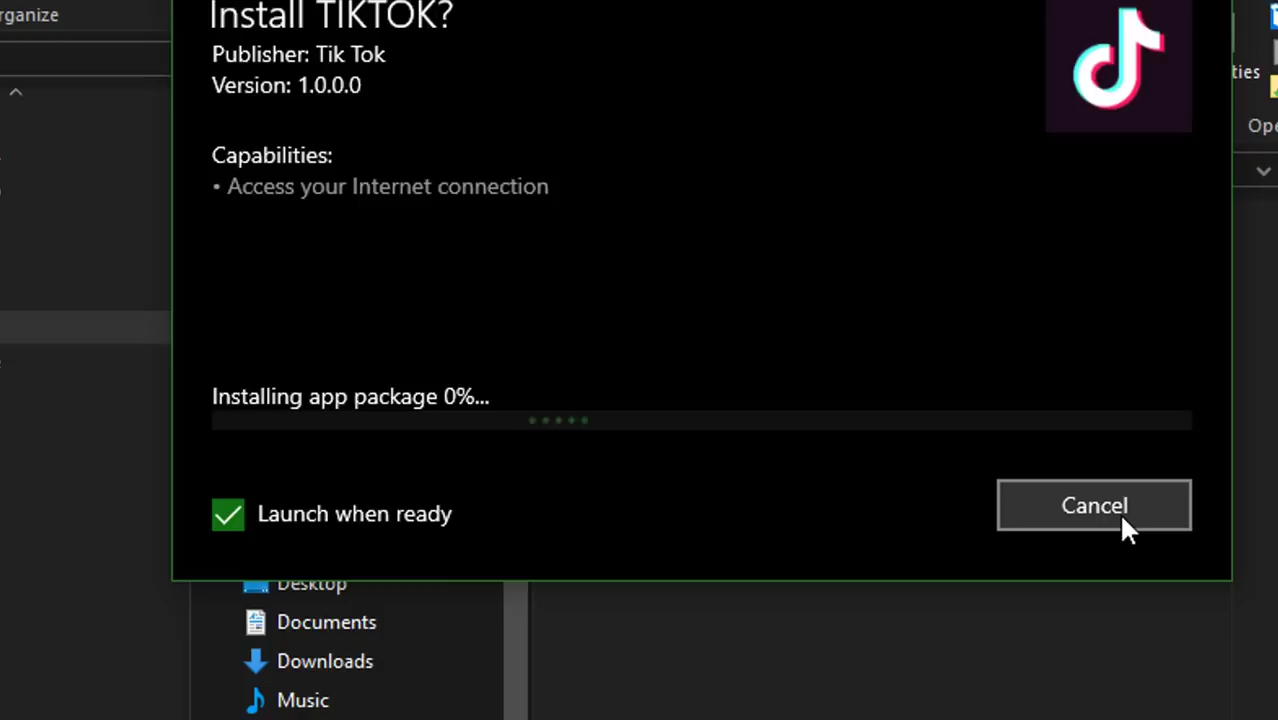 rganize
Install TIKTOK?
Publisher: Tik Tok
Version: 1.0.0.0
ties
Ope
Capabilities:
• Access your Internet connection
Installing app package 0%...
Launch when ready
Cancel
Desktop
Documents
Downloads
Music